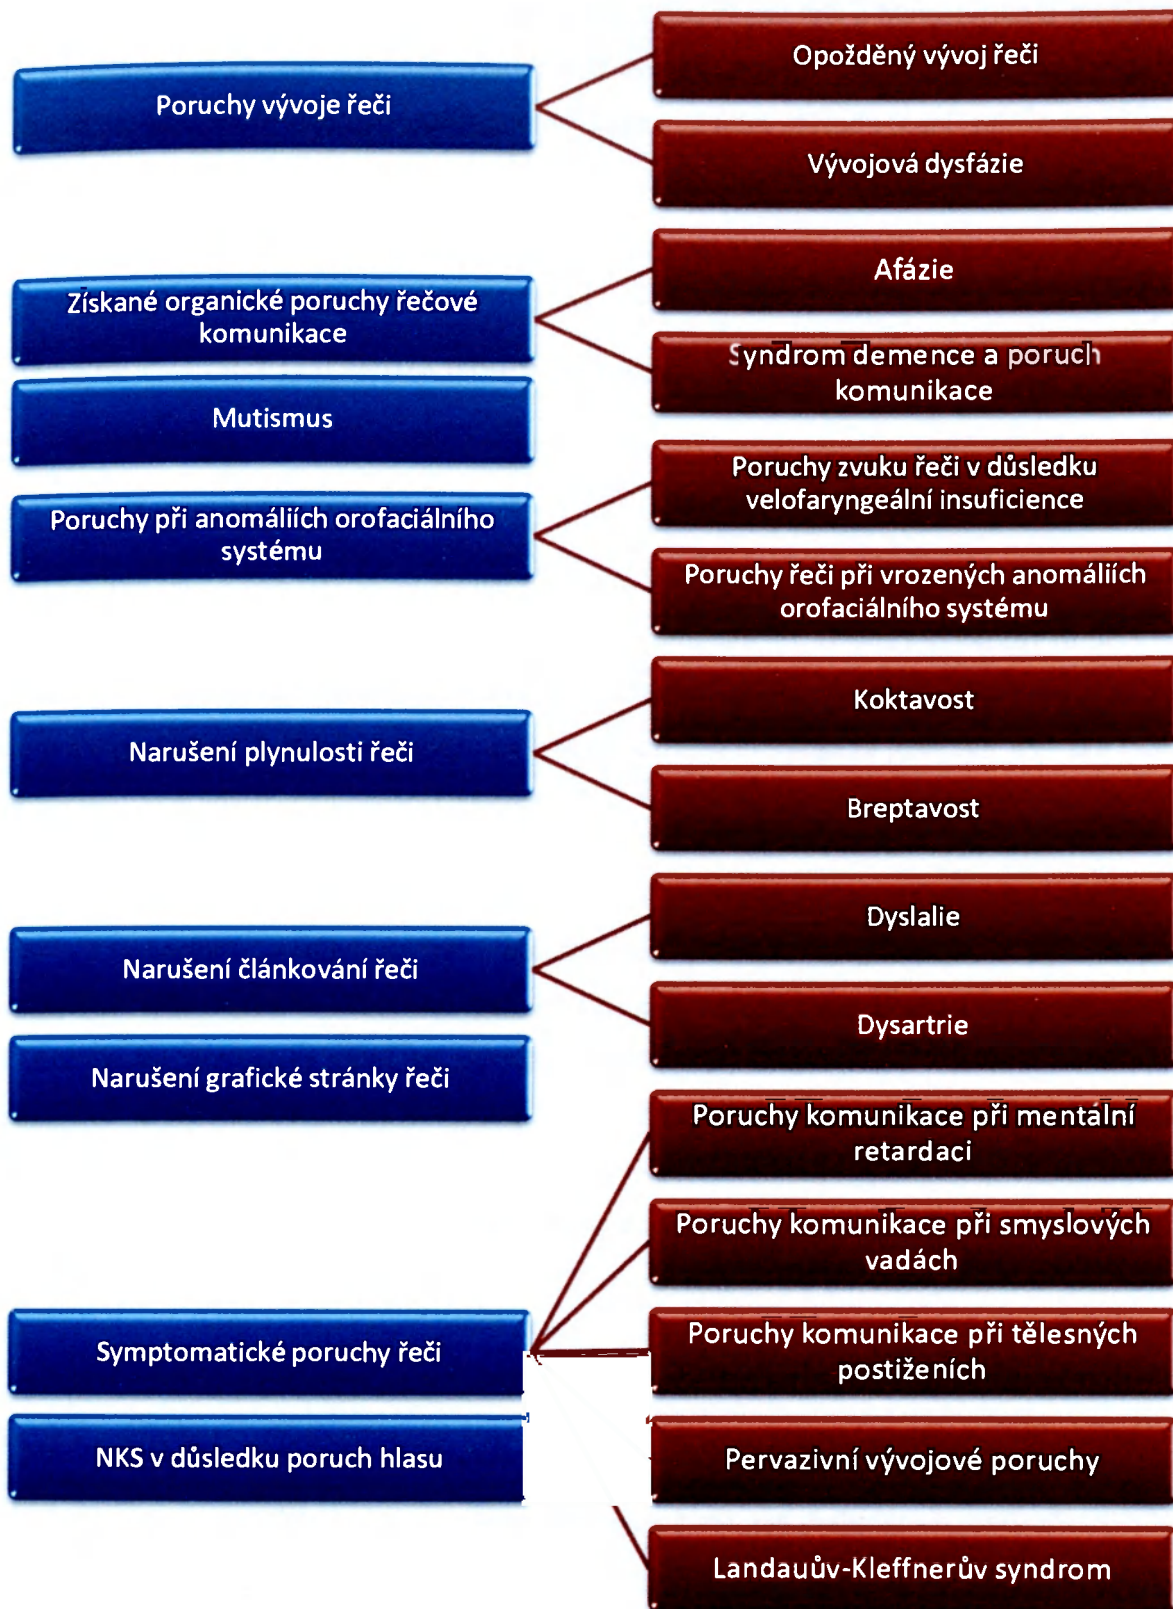 Poruchy vývoje řeči
Opožděný vývoj řeči
Vývojová dysfázie
Získané organické poruchy řečové
komunikace
Afázie
Syndrom demence a poruch
komunikace
Mutismus
Poruchy při anomáliích orofaciálního
systému
Poruchy zvuku řeči v důsledku
velofaryngeální insuficience
Poruchy řeči při vrozených anomáliích
orofaciálního systému
Narušení plynulosti řeči
Koktavost
Breptavost
Narušení článkování řeči
Dyslalie
Dysartrie
Narušení grafické stránky řeči
Symptomatické poruchy řeči
Poruchy komunikace při mentální
retardaci
Poruchy komunikace při smyslových
vadách
Poruchy komunikace při tělesných
postiženích
Pervazivní vývojové poruchy
Landauův-Kleffnerův syndrom
NKS v důsledku poruch hlasu